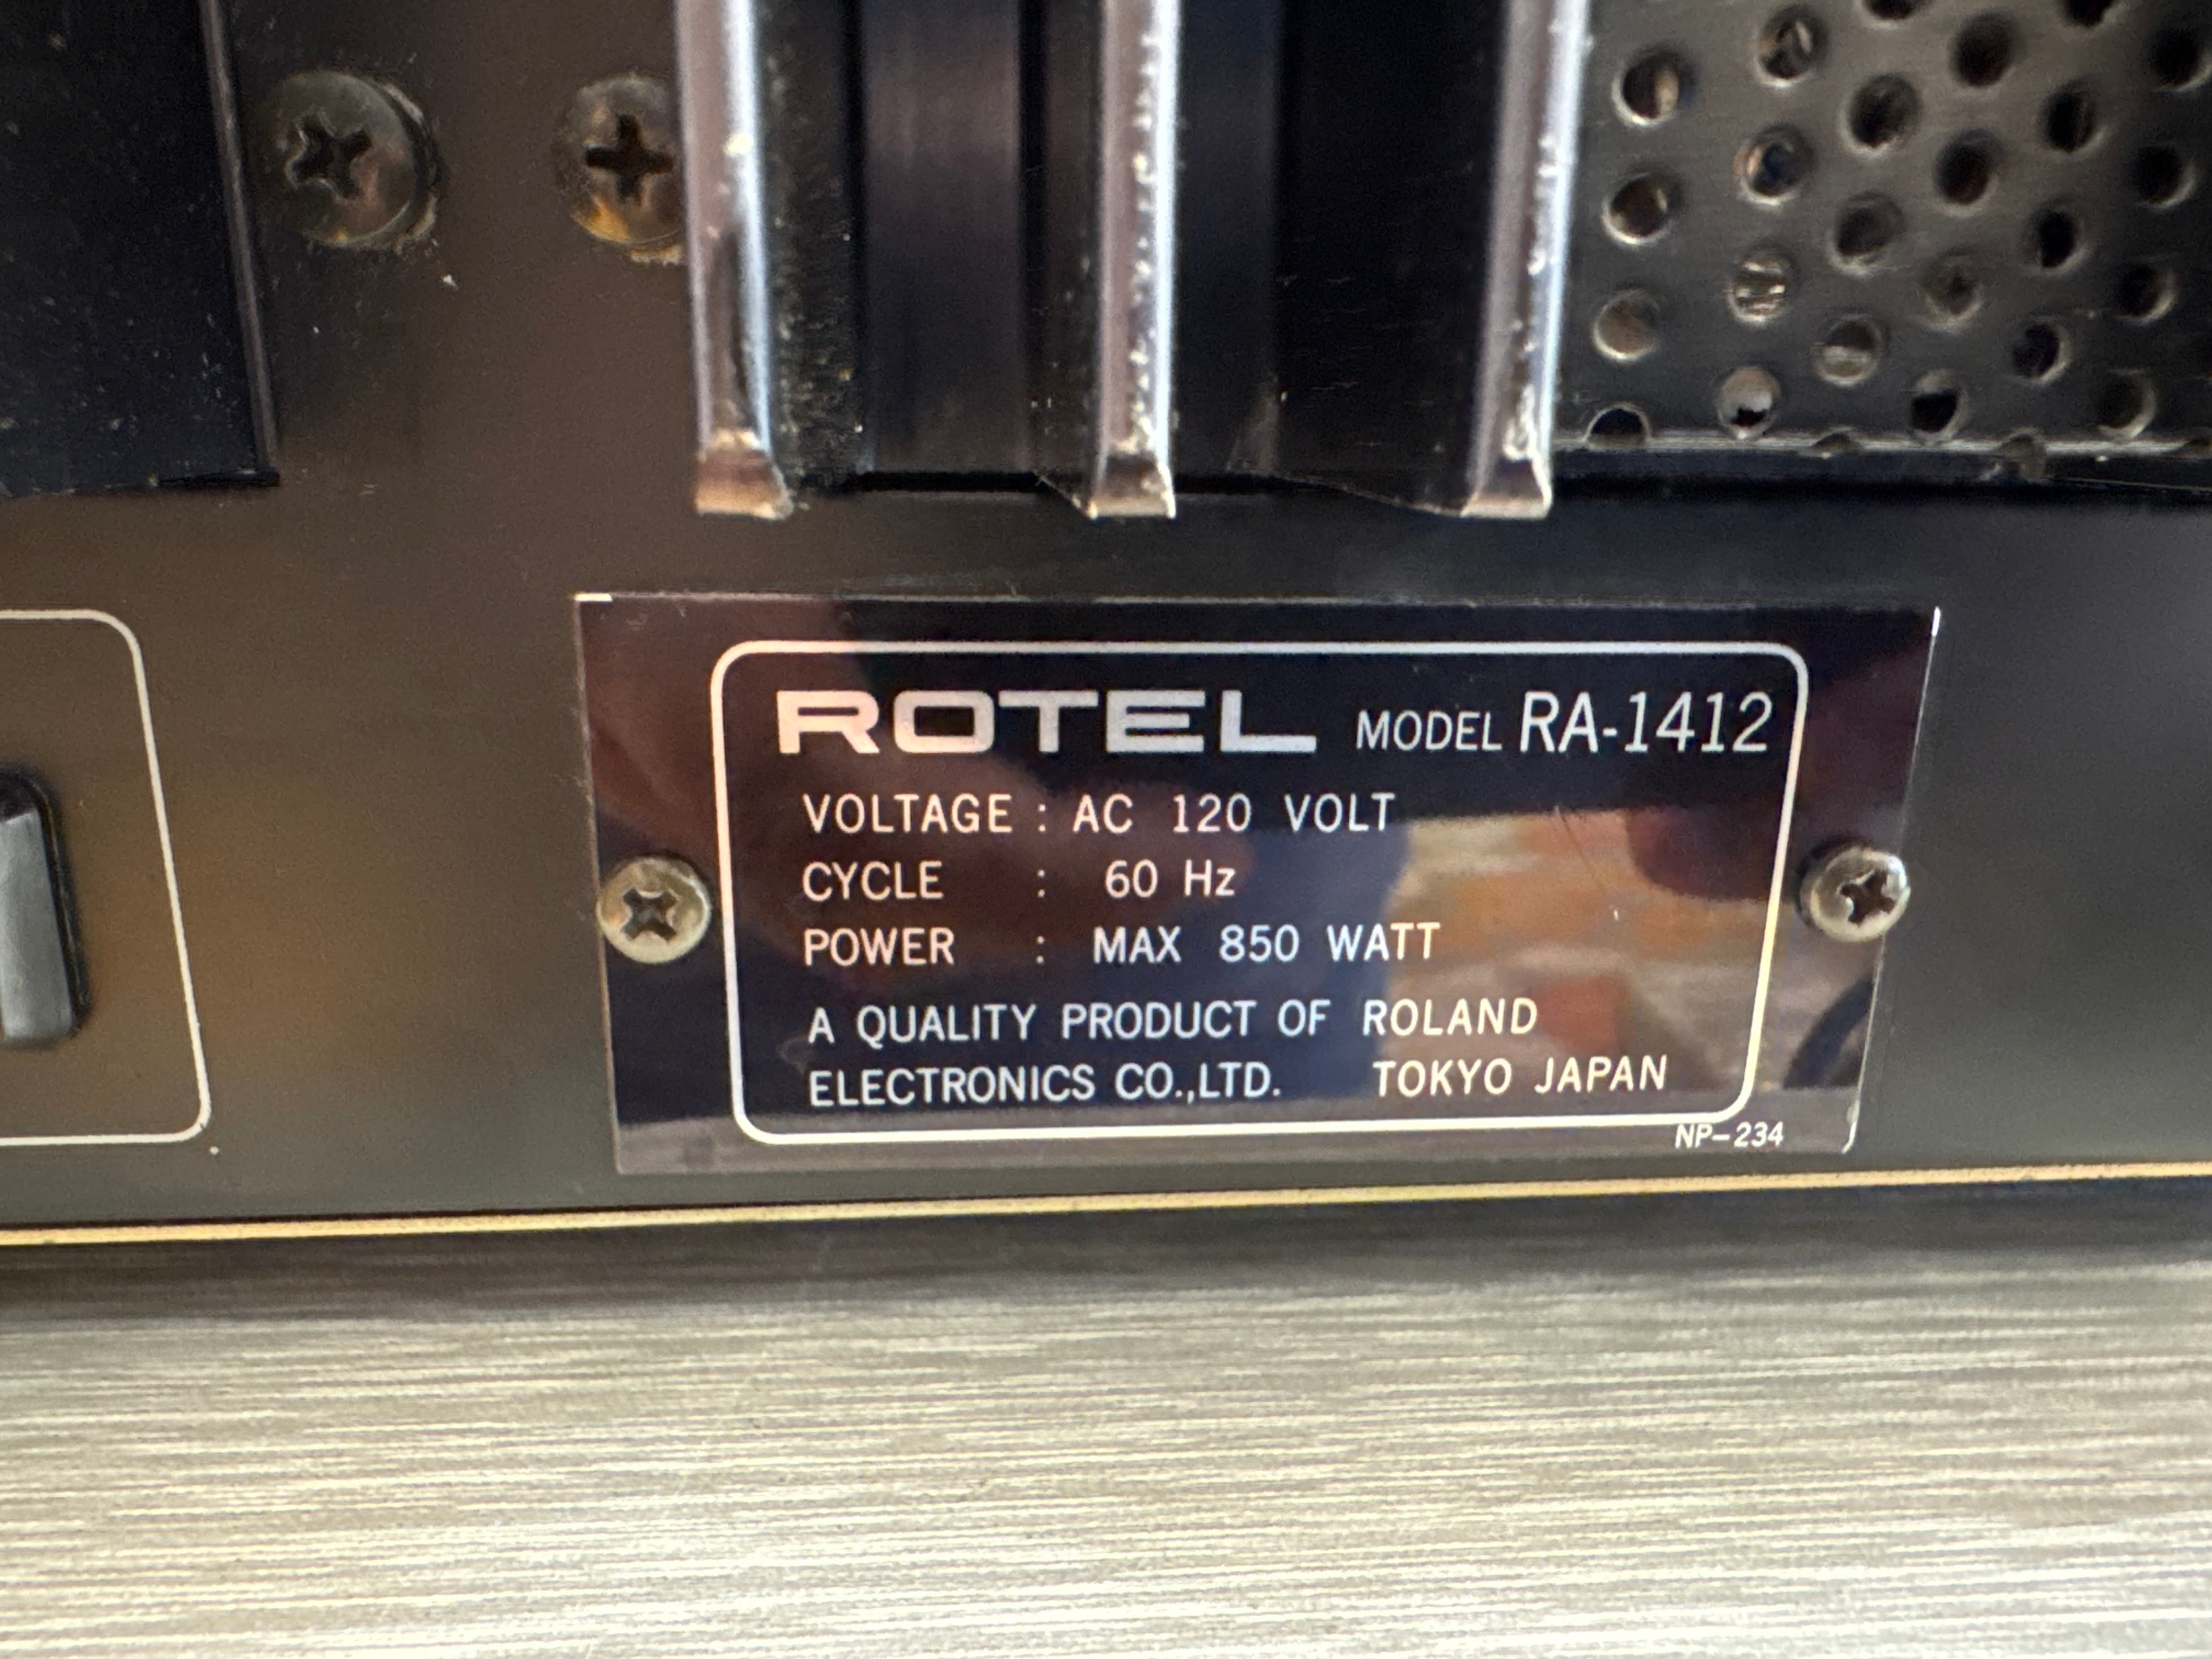 ROTEL MODEL RA-1412
VOLTAGE : AC 120 VOLT
CYCLE : 60 Hz
POWER : MAX 850 WATT
A QUALITY PRODUCT OF ROLAND
ELECTRONICS CO.,LTD. TOKYO JAPAN
NP-234